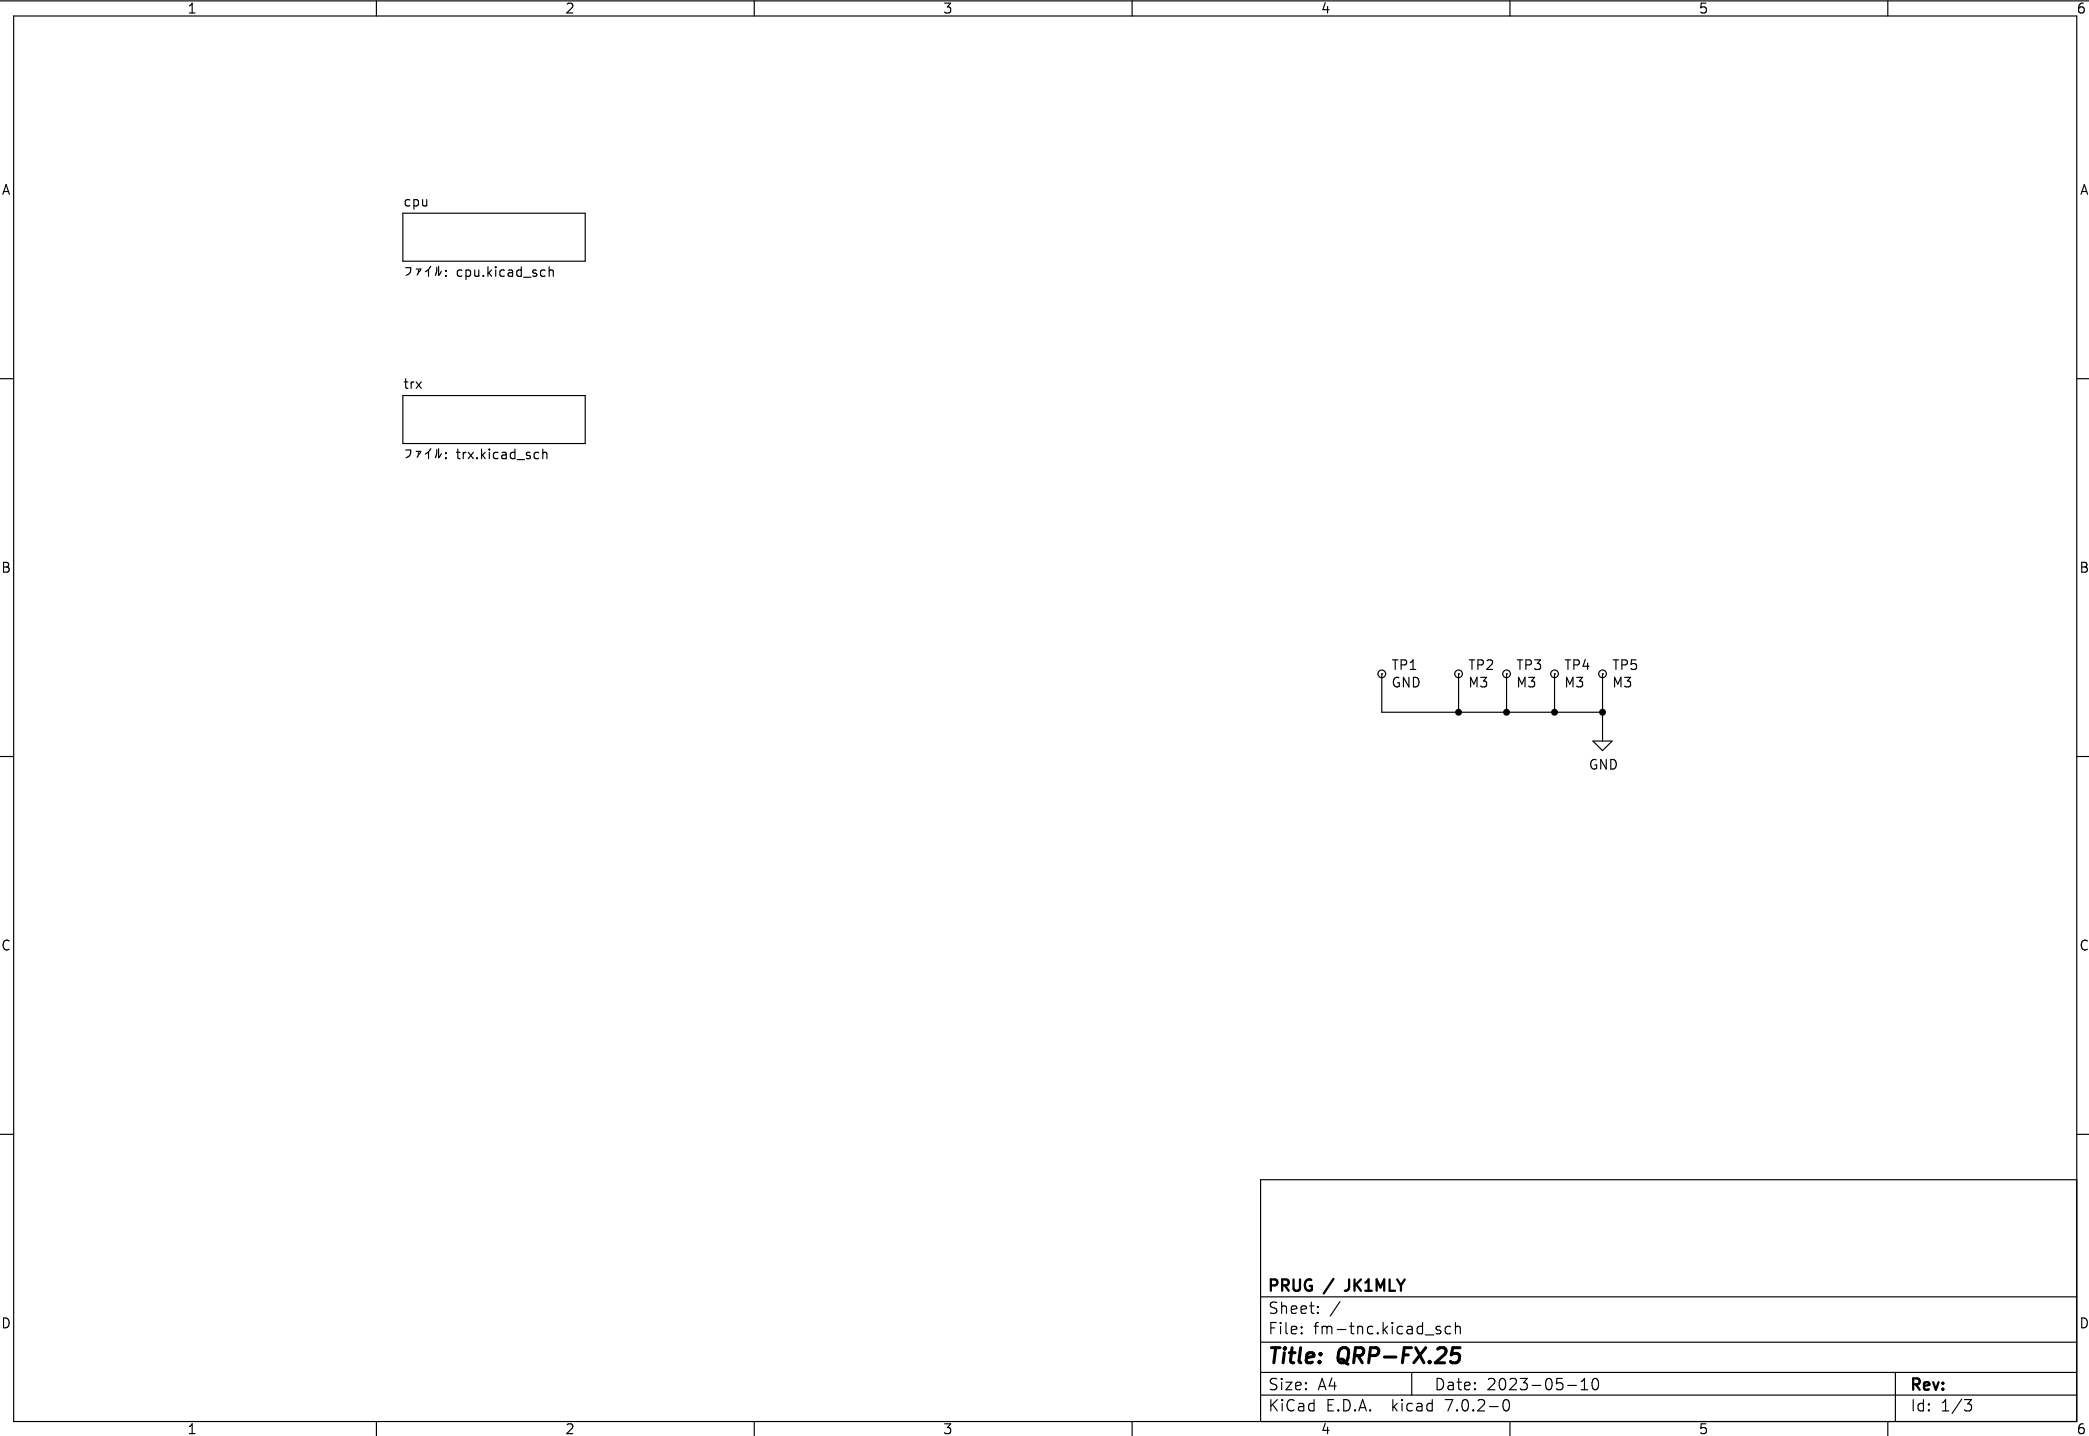 1 2 3 4 5 6
A A
cpu
ファイル: cpu.kicad_sch
trx
ファイル: trx.kicad_sch
B B
TP1 TP2 TP3 TP4 TP5
GND M3 M3 M3 M3
GND
C C
PRUG / JK1MLY
Sheet: /
File: fm-tnc.kicad_sch
D D
Title: QRP-FX.25
Size: A4 Date: 2023-05-10 Rev:
KiCad E.D.A. kicad 7.0.2-0 Id: 1/3
1 2 3 4 5 6